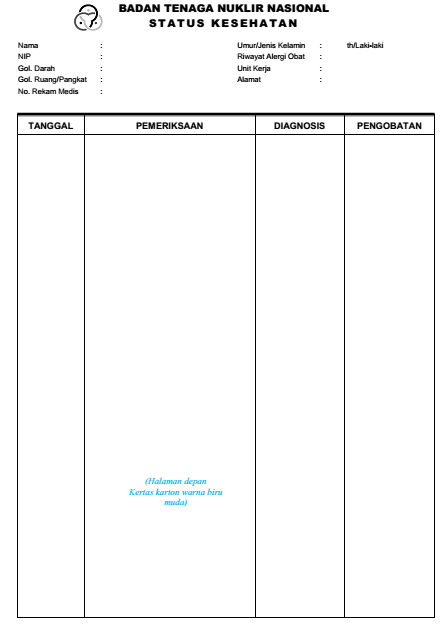 BADAN TENAGA NUKLIR NASIONAL
STATUS KESEHATAN
Nama : Umur/Jenis Kelamin : th/Laki-laki
NIP : Riwayat Alergi Obat :
Gol. Darah : Unit Kerja :
Gol. Ruang/Pangkat : Alamat :
No. Rekam Medis :
TANGGAL PEMERIKSAAN DIAGNOSIS PENGOBATAN
(Halaman depan
Kertas karton warna biru
muda)